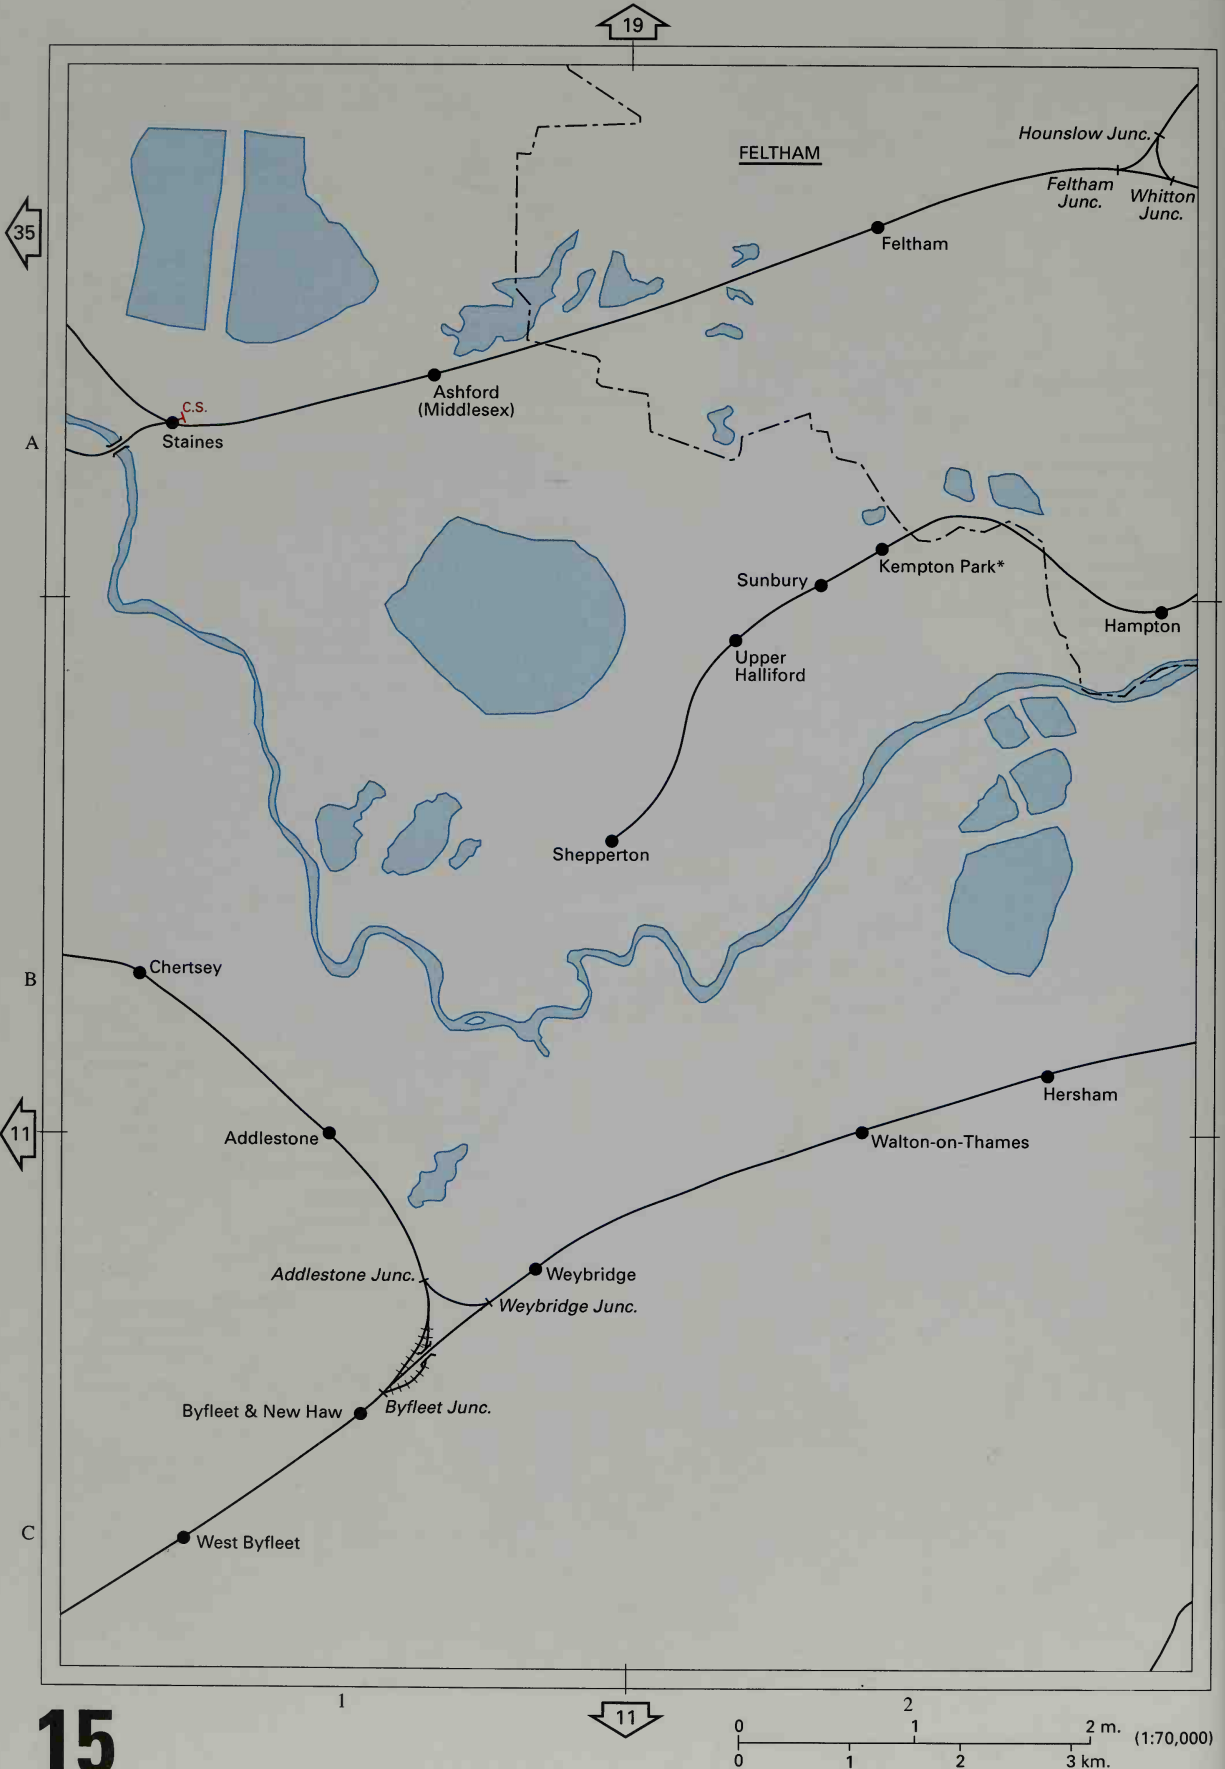 19
Hounslow Junc.
FELTHAM
Feltham
Junc.
Whitton
Junc.
35
Feltham
Ashford
(Middlesex)
C.S.
Staines
A
Kempton Park*
Sunbury
Hampton
Upper
Halliford
Shepperton
Chertsey
B
Hersham
11
Addlestone
Walton-on-Thames
Addlestone Junc.
Weybridge
Weybridge Junc.
Byfleet & New Haw
Byfleet Junc.
C
West Byfleet
1
2
15
11
0 1 2 m.
(1:70,000)
0 1 2 3 km.